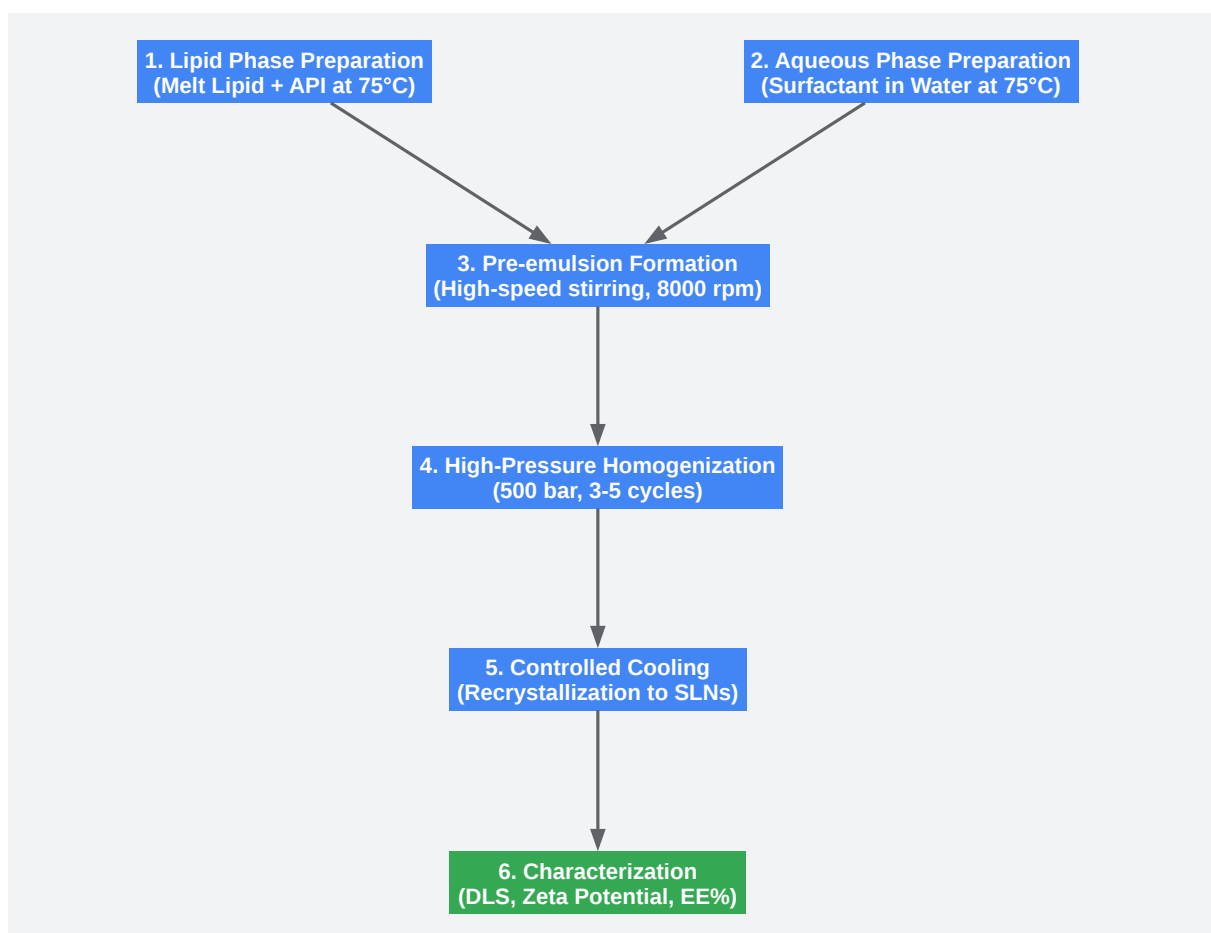 1. Lipid Phase Preparation
(Melt Lipid + API at 75°C)
2. Aqueous Phase Preparation
(Surfactant in Water at 75°C)
3. Pre-emulsion Formation
(High-speed stirring, 8000 rpm)
4. High-Pressure Homogenization
(500 bar, 3-5 cycles)
5. Controlled Cooling
(Recrystallization to SLNs)
6. Characterization
(DLS, Zeta Potential, EE%)